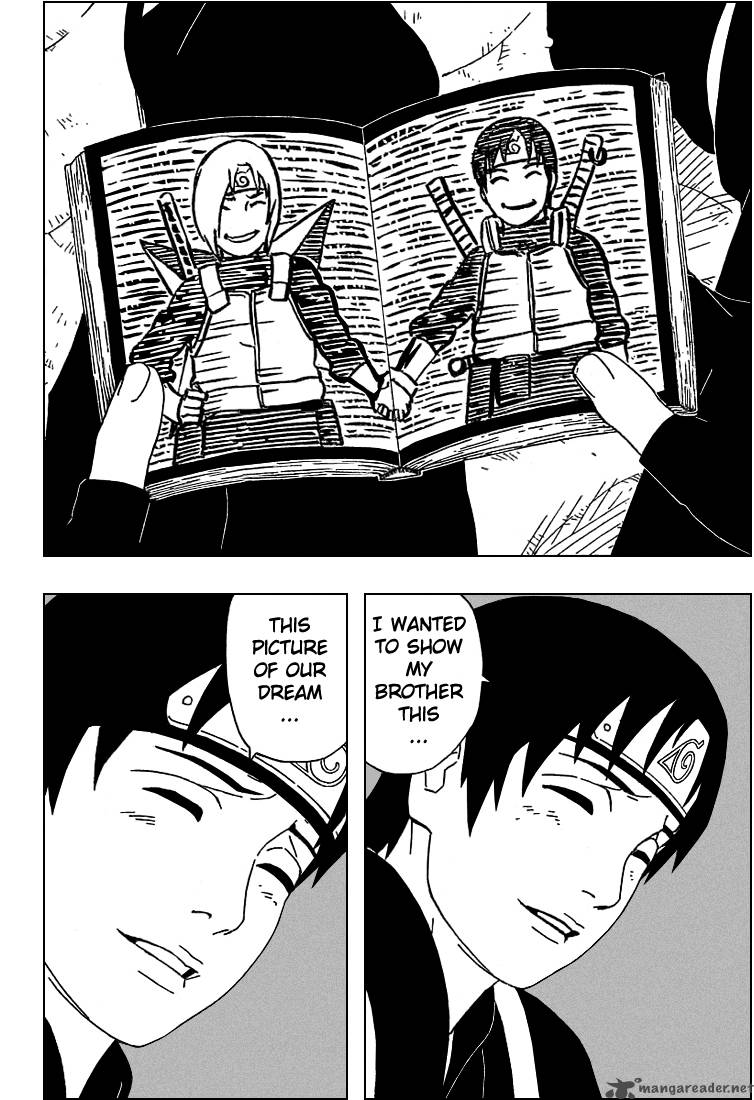 I WANTED
TO SHOW
MY
BROTHER
THIS
...
THIS
PICTURE
OF OUR
DREAM
...
mangareader.net